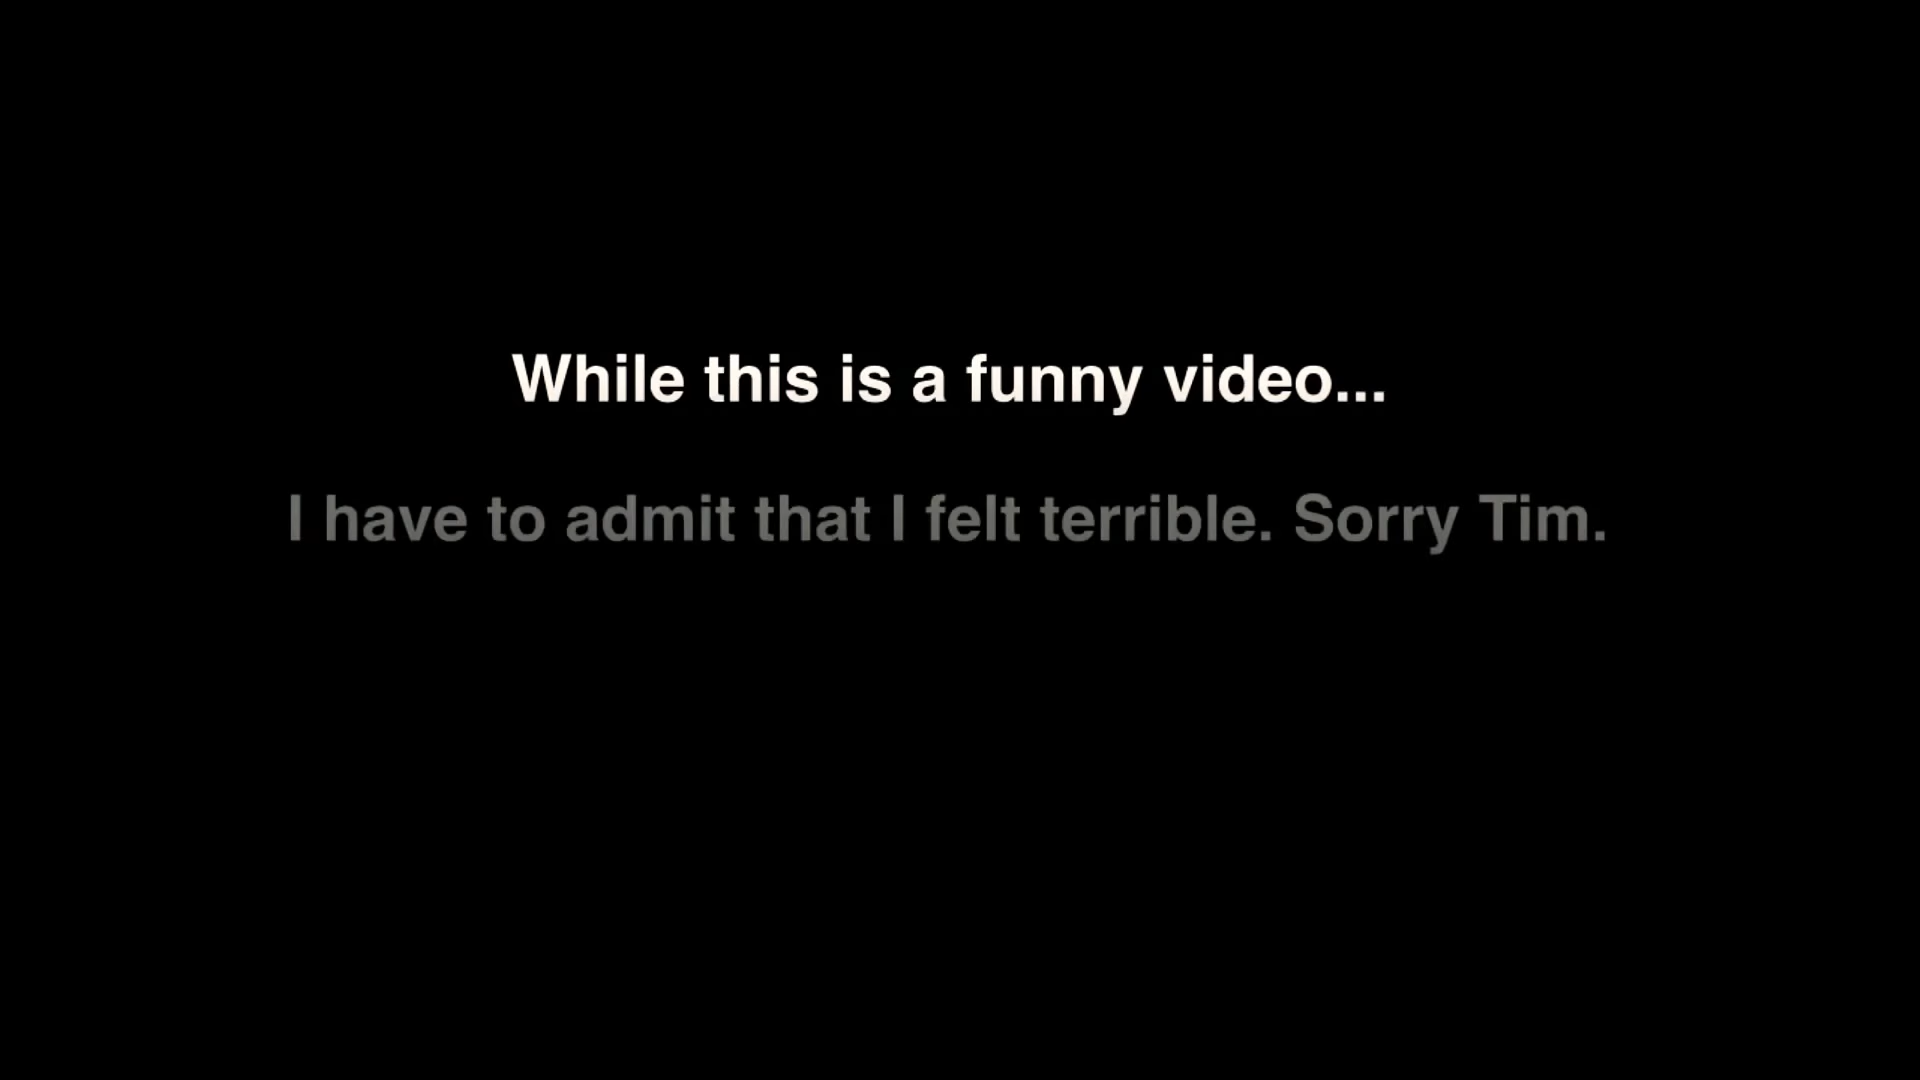 While this is a funny video...
I have to admit that I felt terrible. Sorry Tim.